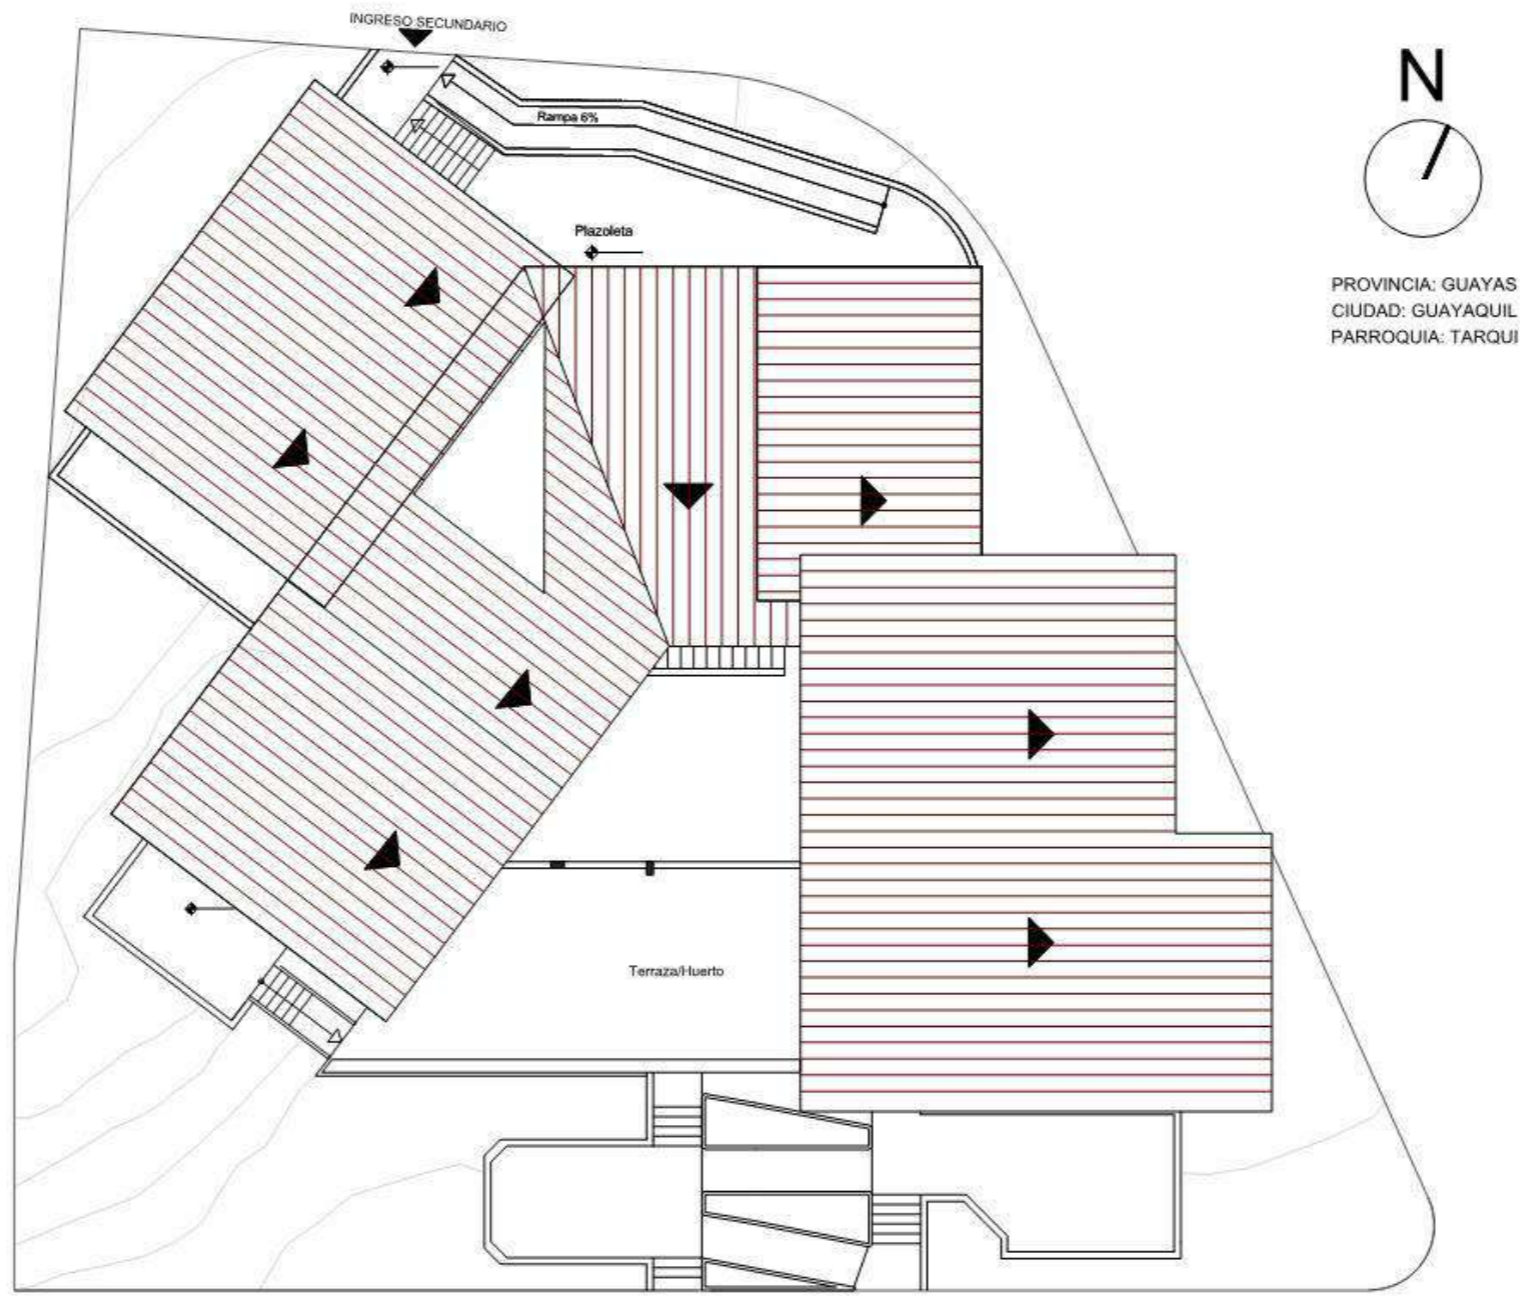 INGRESO SECUNDARIO
N
Rampa 6%
Plazoleta
PROVINCIA: GUAYAS
CIUDAD: GUAYAQUIL
PARROQUIA: TARQUI
Terraza/Huerto